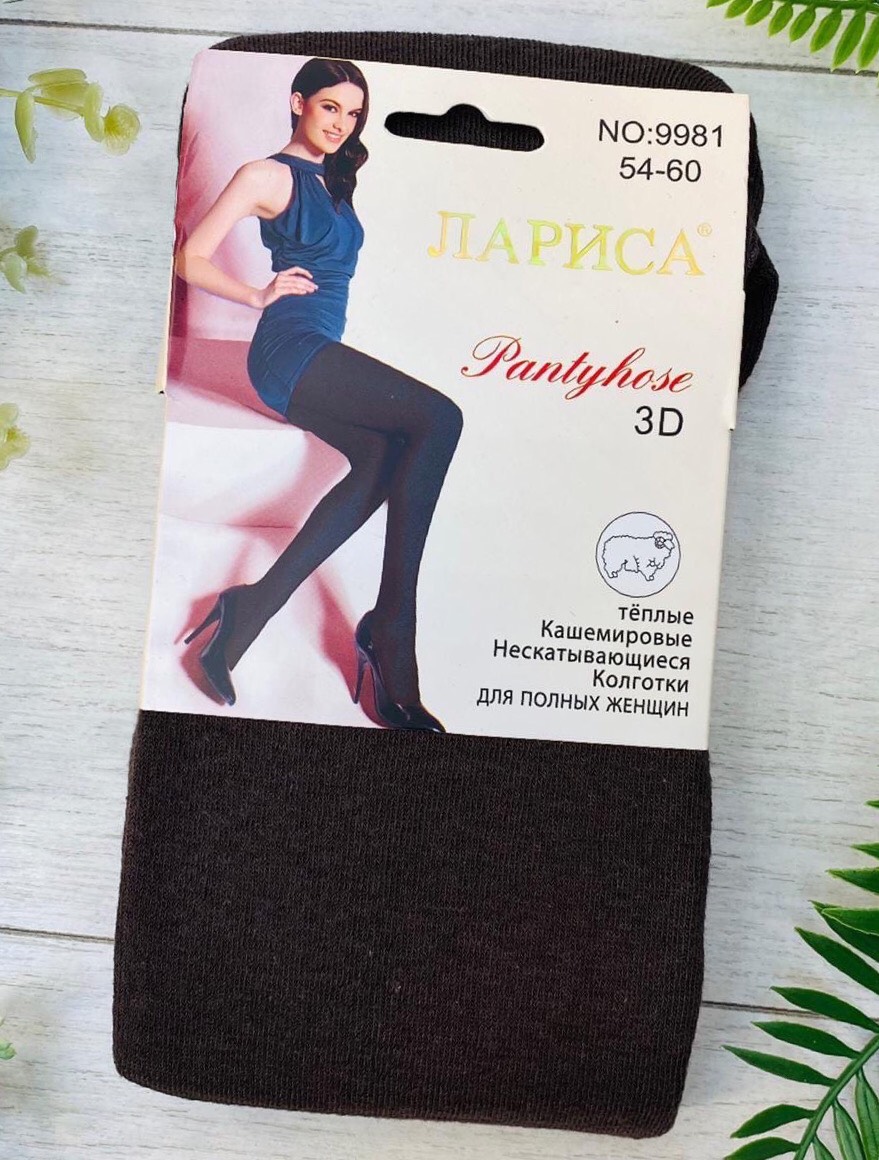 NO:9981
54-60
ЛАРИСА®
Pantyhose
3D
тёплые
Кашемировые
Нескатывающиеся
Колготки
ДЛЯ ПОЛНЫХ ЖЕНЩИН